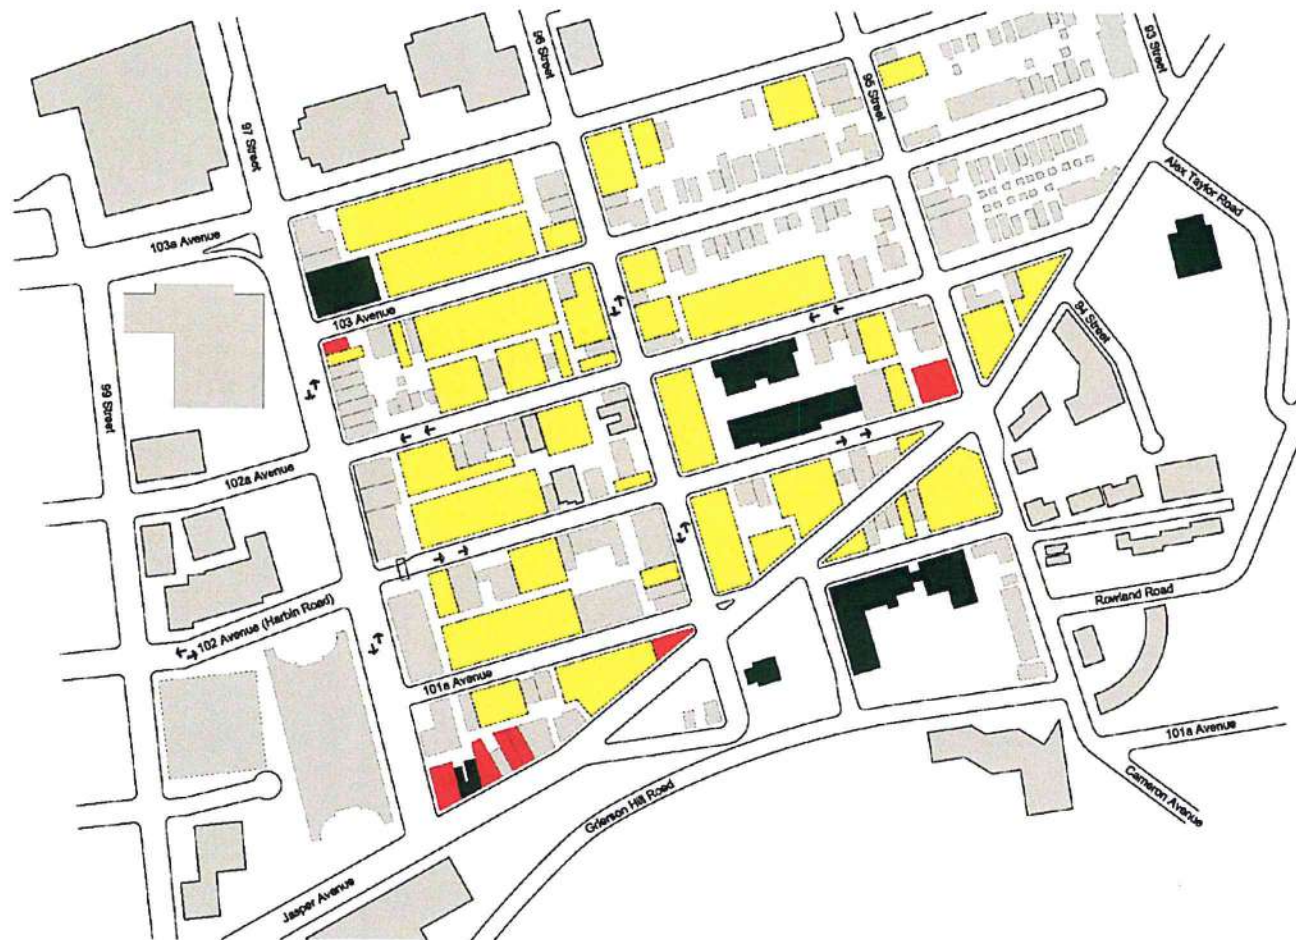 96 Street
93 Street
95 Street
97 Street
Alex Taylor Road
103a Avenue
103 Avenue
94 Street
99 Street
102a Avenue
102 Avenue (Harbin Road)
Rowland Road
101a Avenue
101a Avenue
Cameron Avenue
Grierson Hill Road
Jasper Avenue